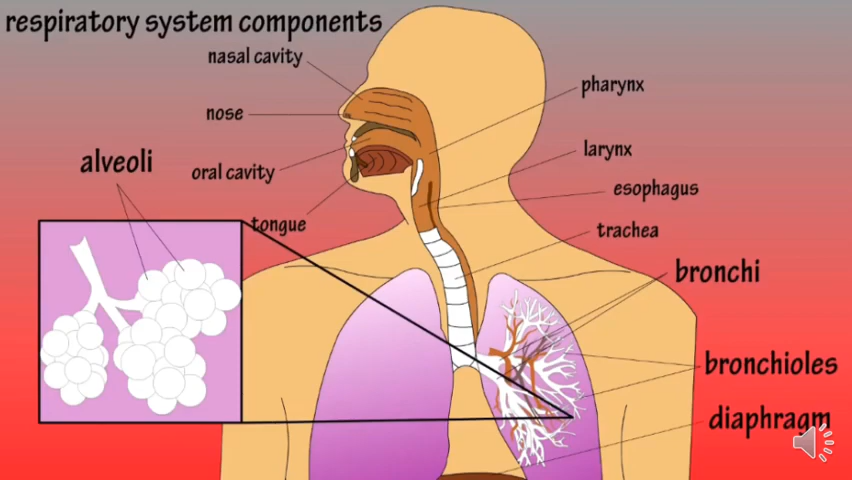 respiratory system components
nasal cavity
pharynx
nose
larynx
alveoli
oral cavity
esophagus
tongue
trachea
bronchi
bronchioles
diaphragm